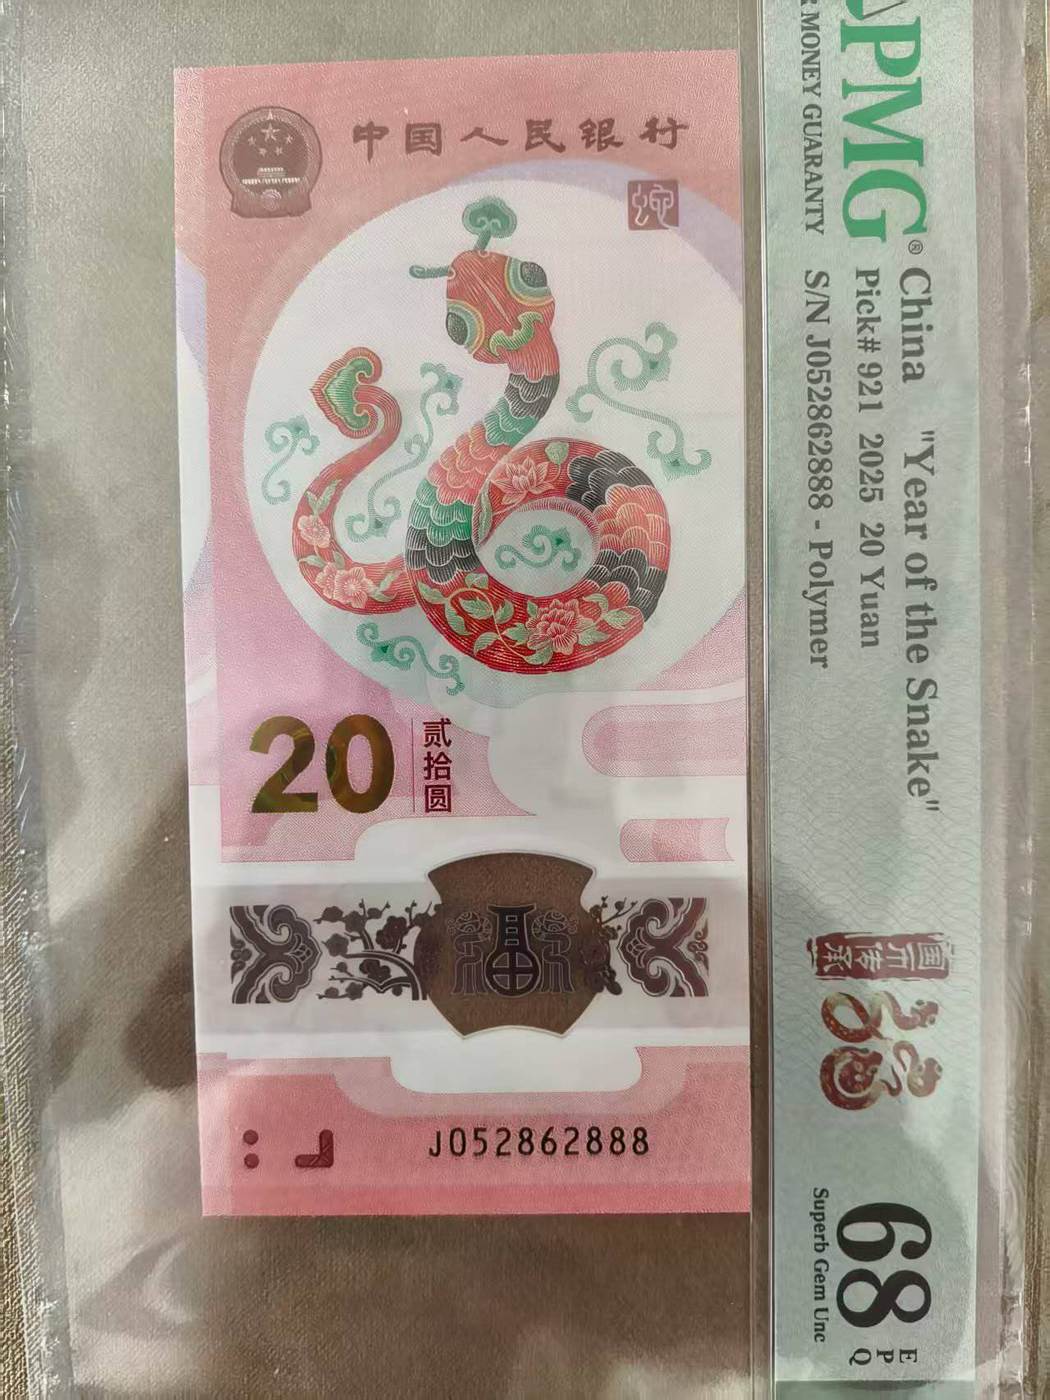 中国人民银行
蛇
20
贰拾圆
福
J052862888
PMG
MONEY GUARANTY
China "Year of the Snake"
Pick# 921 2025 20 Yuan
S/N J052862888 - Polymer
68
EPQ
Superb Gem Unc